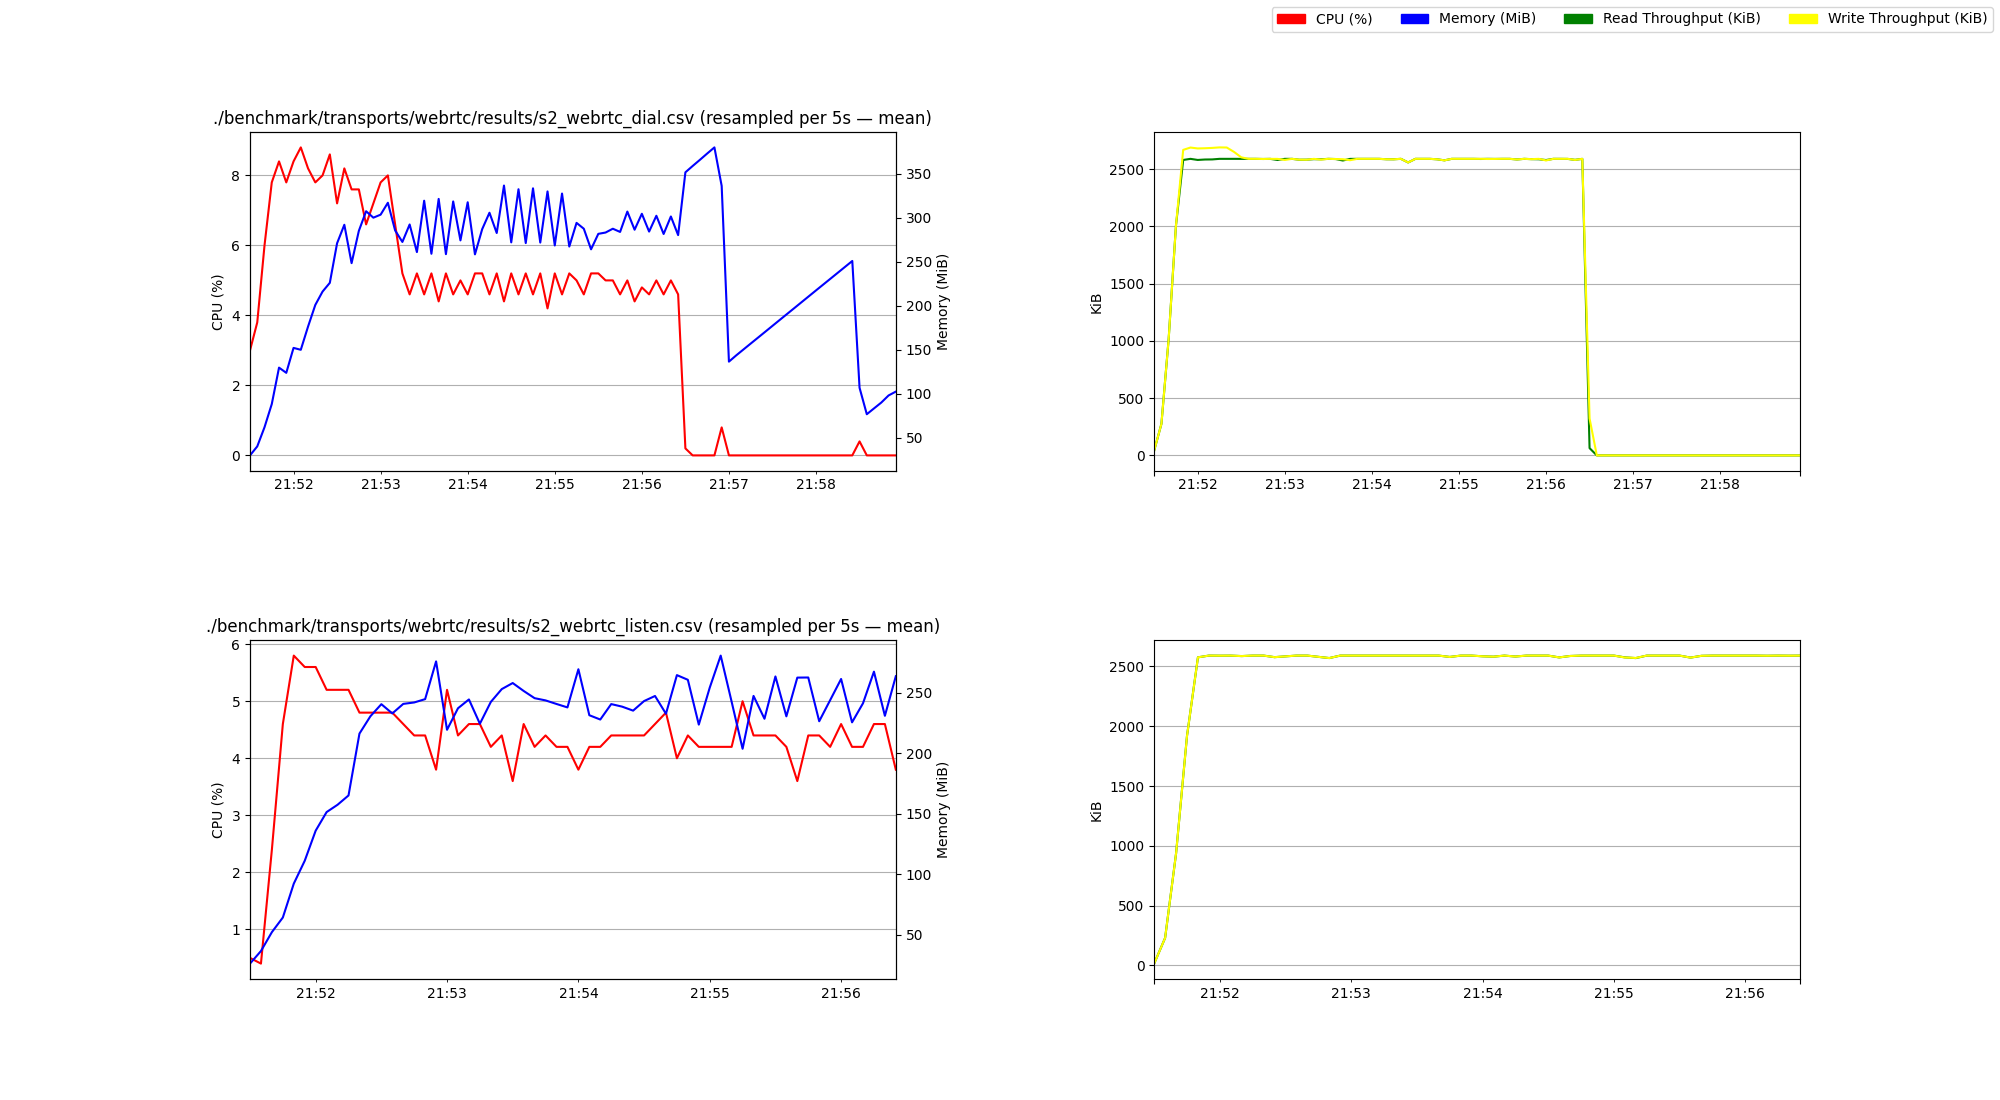 CPU (%) Memory (MiB) Read Throughput (KiB) Write Throughput (KiB)
./benchmark/transports/webrtc/results/s2_webrtc_dial.csv (resampled per 5s — mean)
CPU (%)
8
6
4
2
0
350
300
250
200
150
100
50
Memory (MiB)
21:52 21:53 21:54 21:55 21:56 21:57 21:58
KiB
2500
2000
1500
1000
500
0
21:52 21:53 21:54 21:55 21:56 21:57 21:58
./benchmark/transports/webrtc/results/s2_webrtc_listen.csv (resampled per 5s — mean)
CPU (%)
6
5
4
3
2
1
250
200
150
100
50
Memory (MiB)
21:52 21:53 21:54 21:55 21:56
KiB
2500
2000
1500
1000
500
0
21:52 21:53 21:54 21:55 21:56